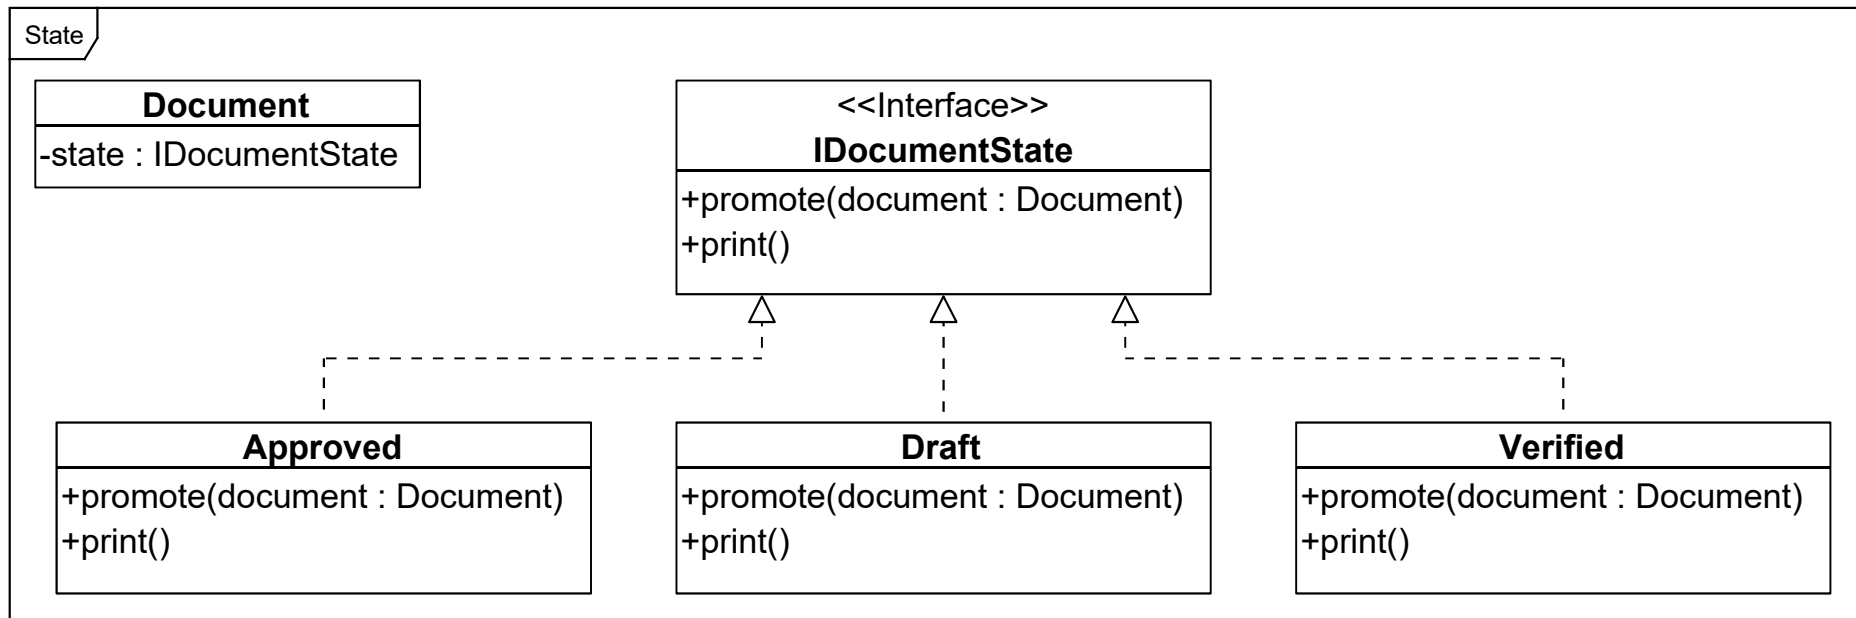 State
Document
-state : IDocumentState
<<Interface>>
IDocumentState
+promote(document : Document)
+print()
Approved
+promote(document : Document)
+print()
Draft
+promote(document : Document)
+print()
Verified
+promote(document : Document)
+print()